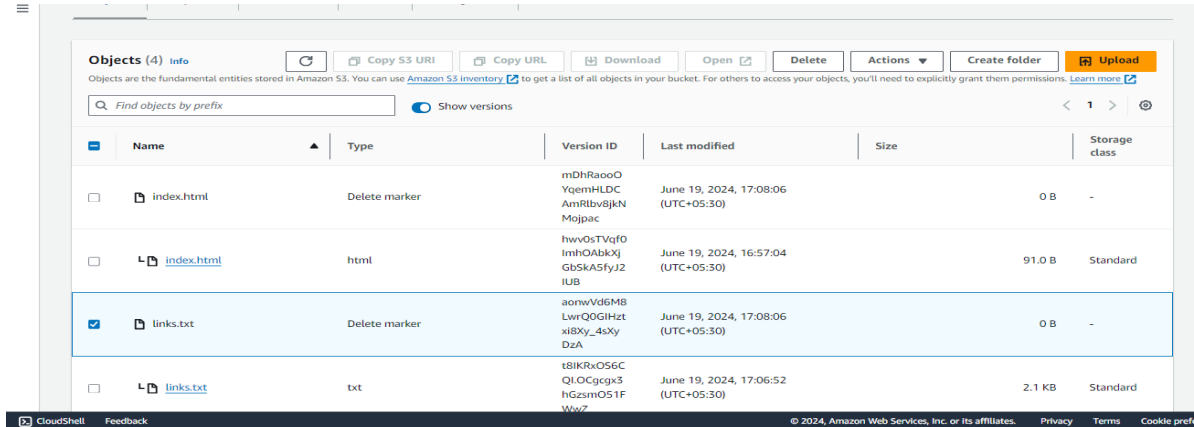 Objects (4) Info
Copy S3 URI
Copy URL
Download
Open
Delete
Actions
Create folder
Upload
Objects are the fundamental entities stored in Amazon S3. You can use Amazon S3 inventory to get a list of all objects in your bucket. For others to access your objects, you'll need to explicitly grant them permissions. Learn more
Find objects by prefix
Show versions
1
Name
Type
Version ID
Last modified
Size
Storage
class
index.html
Delete marker
mDhRaooO
YqemHLDC
AmRlbv8jkN
Mojpac
June 19, 2024, 17:08:06
(UTC+05:30)
0 B
-
index.html
html
hwv0sTVqf0
ImhOAbkXj
GbSkA5fyJ2
IUB
June 19, 2024, 16:57:04
(UTC+05:30)
91.0 B
Standard
links.txt
Delete marker
aonwVd6M8
LwrQ0GIHzt
xi8Xy_4sXy
DzA
June 19, 2024, 17:08:06
(UTC+05:30)
0 B
-
links.txt
txt
t8IKRxOS6C
QI.OCgcgx3
hGzsmO51F
WwZ
June 19, 2024, 17:06:52
(UTC+05:30)
2.1 KB
Standard
CloudShell
Feedback
© 2024, Amazon Web Services, Inc. or its affiliates.
Privacy
Terms
Cookie prefe